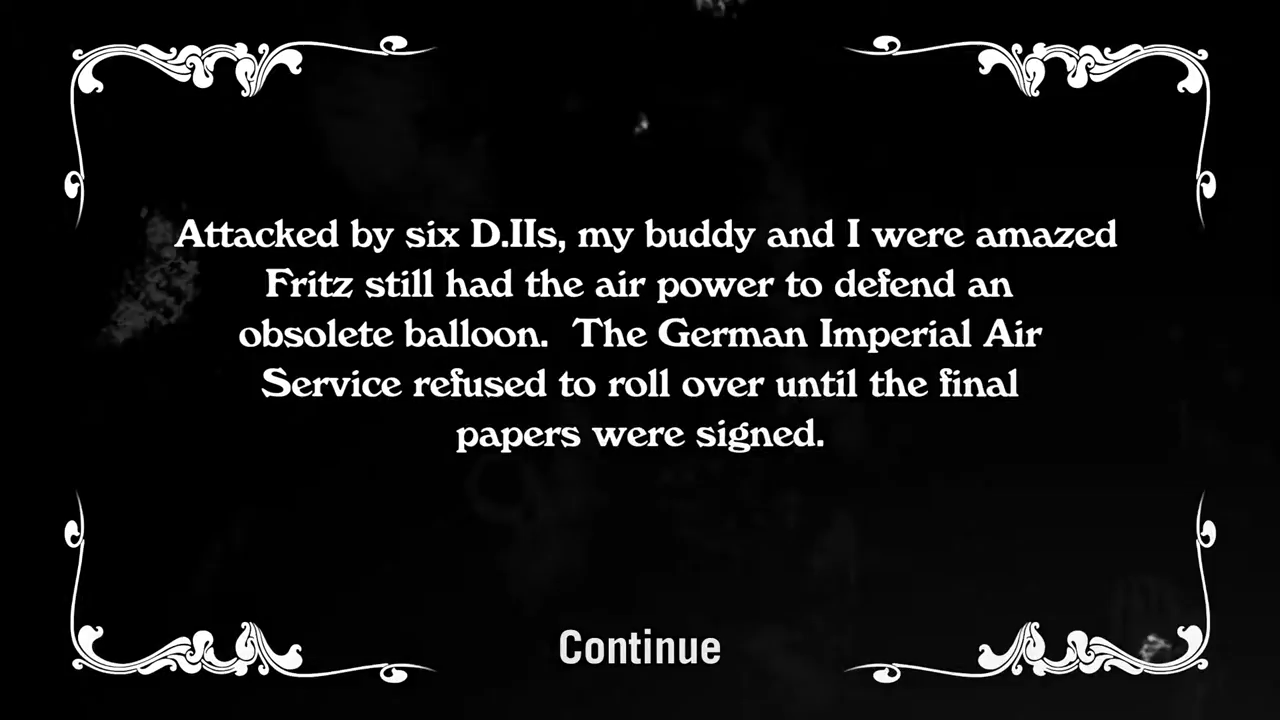 Attacked by six D.IIs, my buddy and I were amazed
Fritz still had the air power to defend an
obsolete balloon.  The German Imperial Air
Service refused to roll over until the final
papers were signed.
Continue